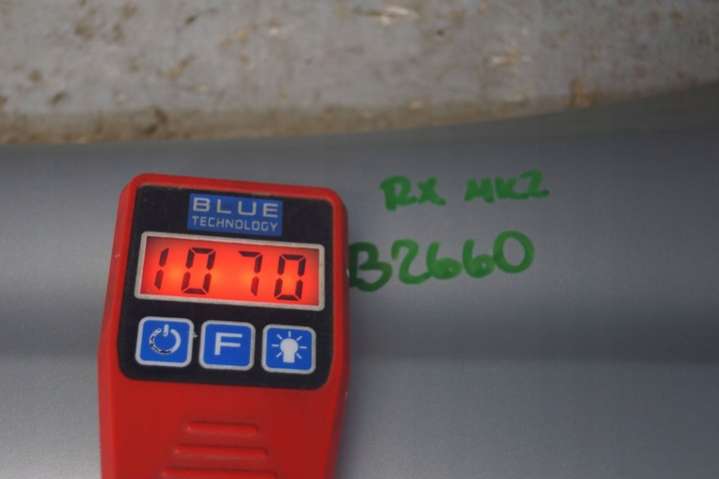 BLUE
TECHNOLOGY
1070
F
RX MK2
B2660